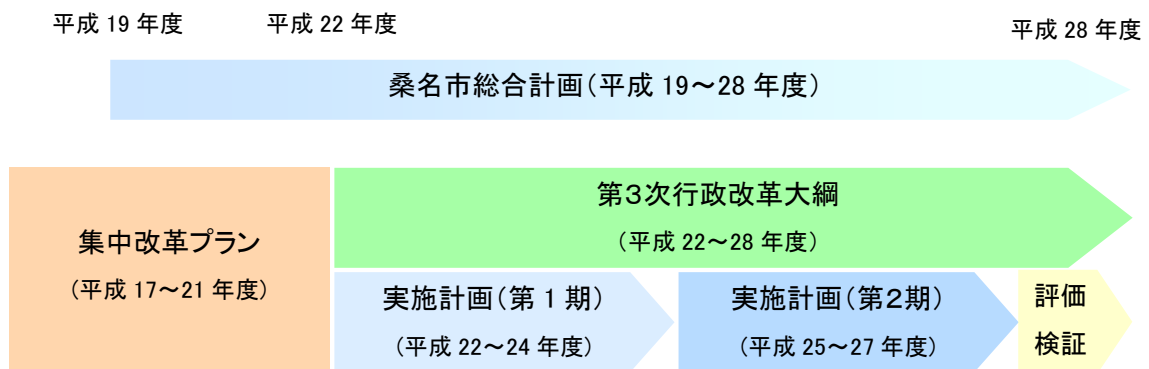 平成 19 年度
平成 22 年度
平成 28 年度
桑名市総合計画（平成 19～28 年度）
第３次行政改革大綱
（平成 22～28 年度）
集中改革プラン
（平成 17～21 年度）
実施計画（第 1 期）
（平成 22～24 年度）
実施計画（第２期）
（平成 25～27 年度）
評価
検証